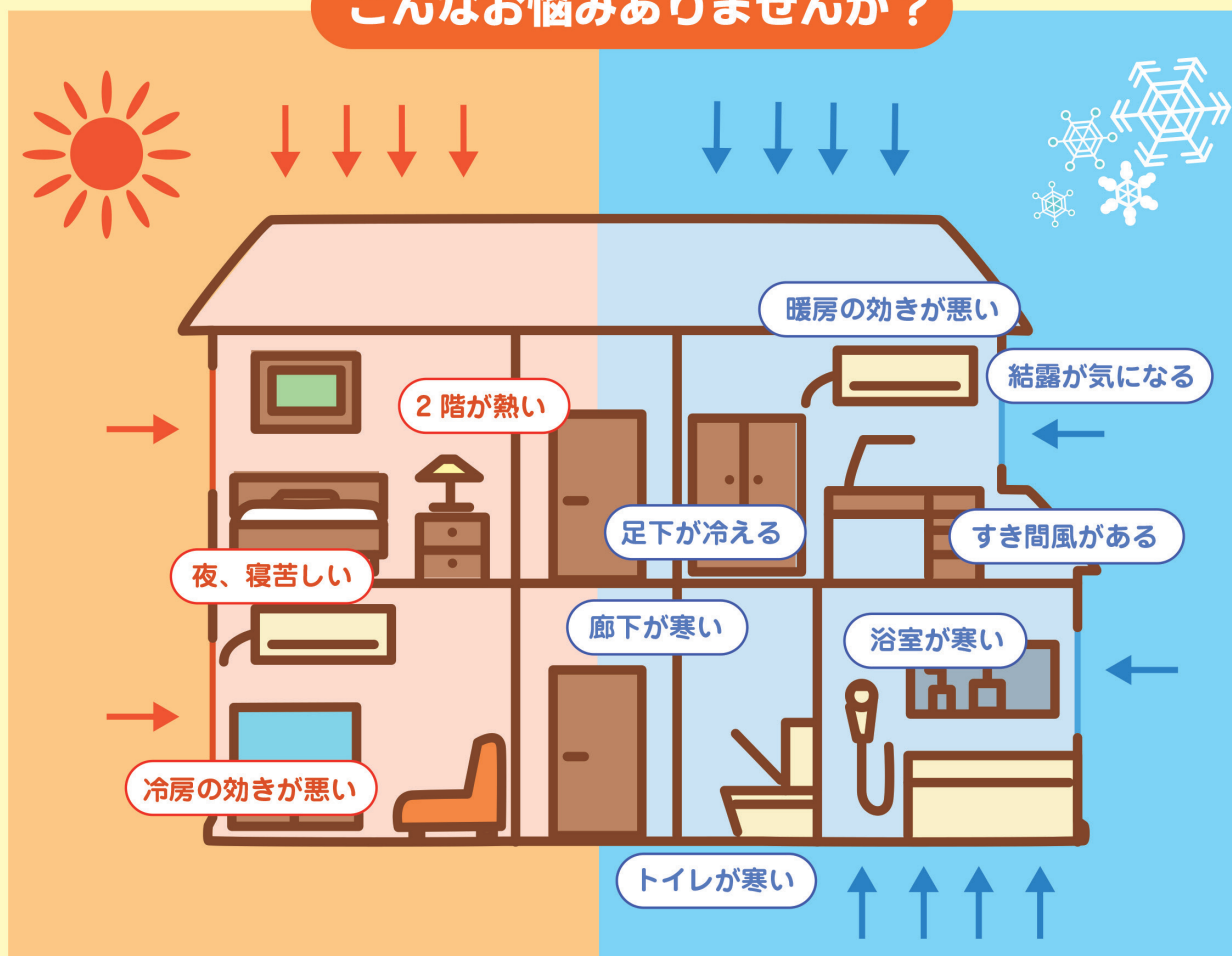 こんなお悩みありませんか？
暖房の効きが悪い
結露が気になる
2階が熱い
足下が冷える
すき間風がある
夜、寝苦しい
廊下が寒い
浴室が寒い
冷房の効きが悪い
トイレが寒い